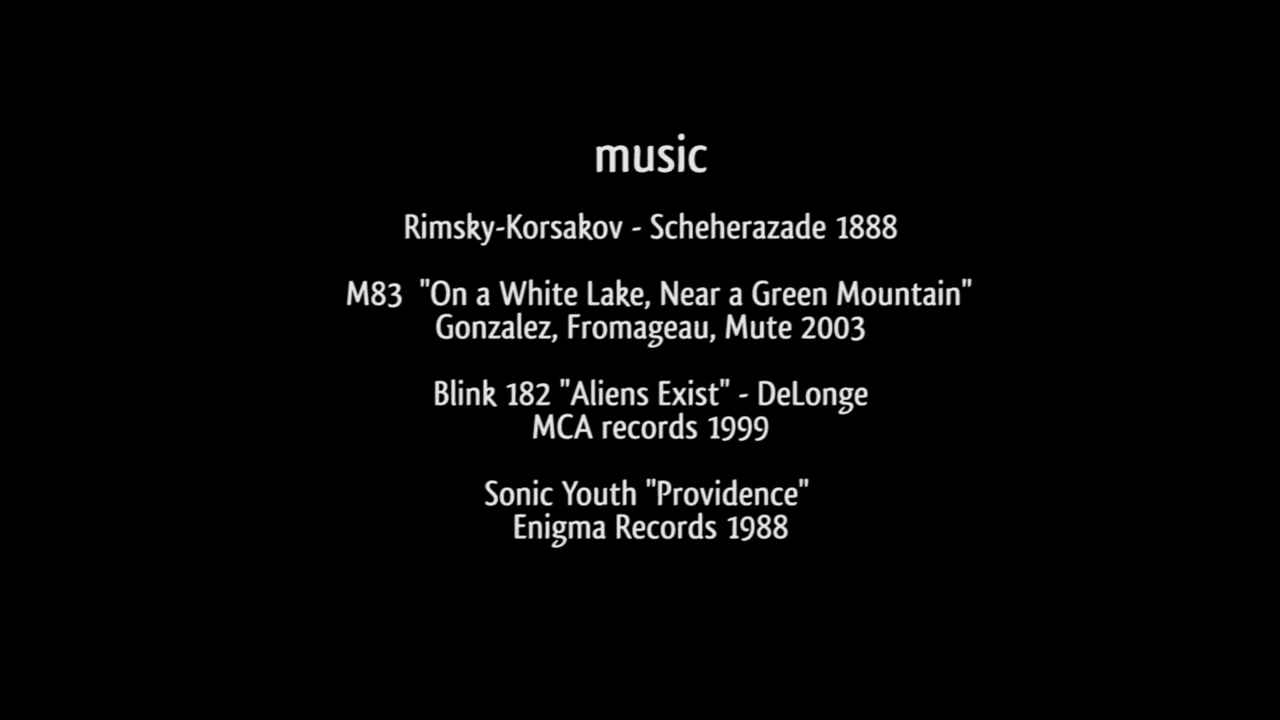 music
Rimsky-Korsakov - Scheherazade 1888
M83 "On a White Lake, Near a Green Mountain"
Gonzalez, Fromageau, Mute 2003
Blink 182 "Aliens Exist" - DeLonge
MCA records 1999
Sonic Youth "Providence"
Enigma Records 1988